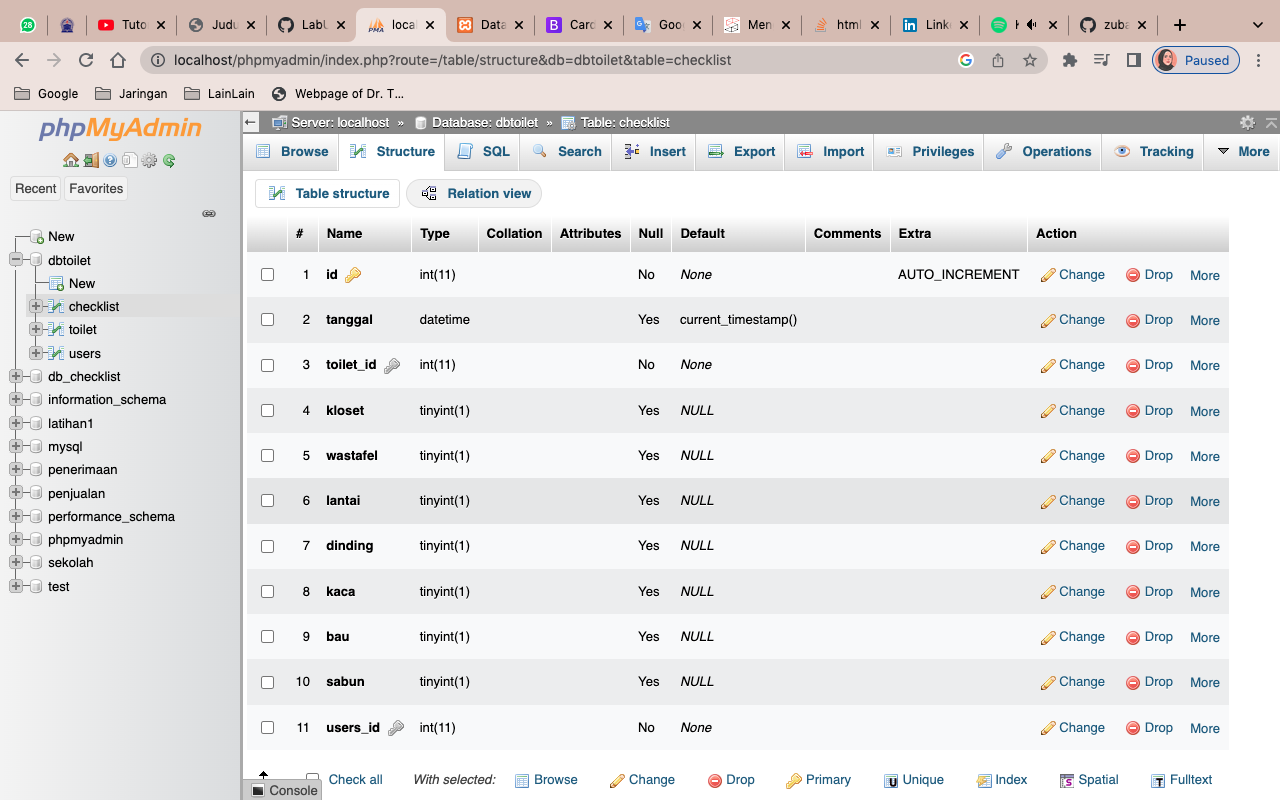 28
Tuto
Judu
LabU
PMA
loca
Data
B
Caro
Goog
Men
html
in
Linke
zuba
localhost/phpmyadmin/index.php?route=/table/structure&db=dbtoilet&table=checklist
Paused
Google
Jaringan
LainLain
Webpage of Dr. T...
phpMyAdmin
Recent
Favorites
New
dbtoilet
New
checklist
toilet
users
db_checklist
information_schema
latihan1
mysql
penerimaan
penjualan
performance_schema
phpmyadmin
sekolah
test
Server: localhost » Database: dbtoilet » Table: checklist
Browse Structure SQL Search Insert Export Import Privileges Operations Tracking More
Table structure Relation view
# Name Type Collation Attributes Null Default Comments Extra Action
1 id int(11) No None AUTO_INCREMENT Change Drop More
2 tanggal datetime Yes current_timestamp() Change Drop More
3 toilet_id int(11) No None Change Drop More
4 kloset tinyint(1) Yes NULL Change Drop More
5 wastafel tinyint(1) Yes NULL Change Drop More
6 lantai tinyint(1) Yes NULL Change Drop More
7 dinding tinyint(1) Yes NULL Change Drop More
8 kaca tinyint(1) Yes NULL Change Drop More
9 bau tinyint(1) Yes NULL Change Drop More
10 sabun tinyint(1) Yes NULL Change Drop More
11 users_id int(11) No None Change Drop More
Check all With selected: Browse Change Drop Primary Unique Index Spatial Fulltext
Console